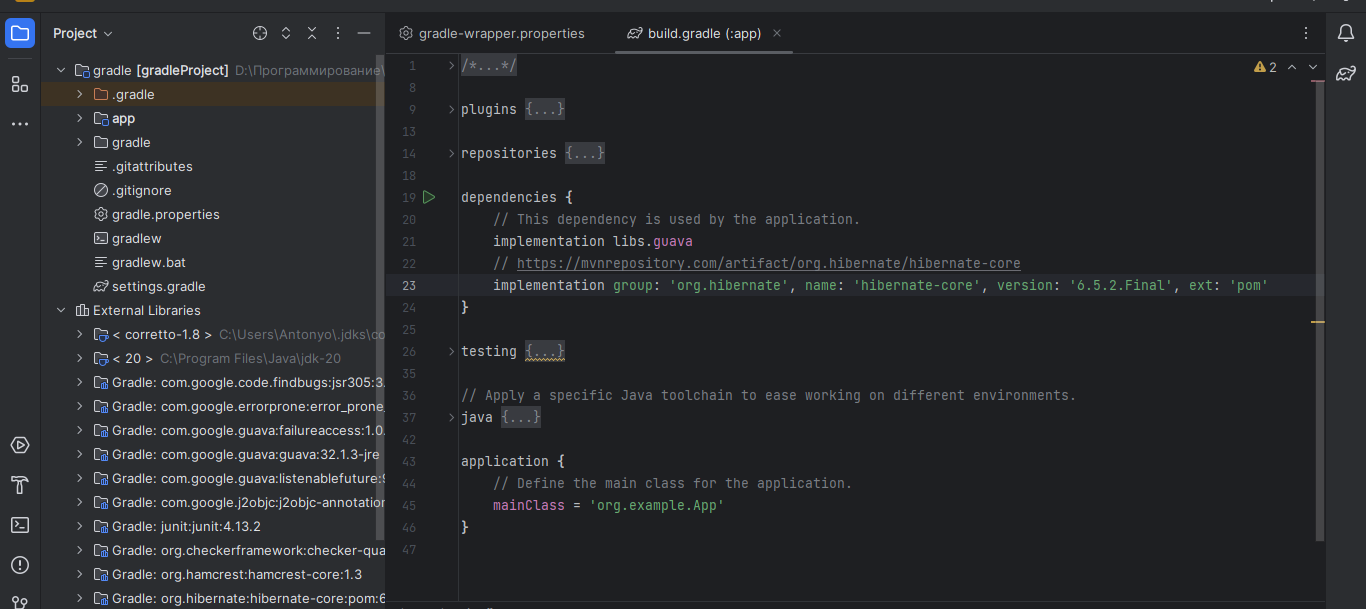 Project
gradle [gradleProject] D:\Программирование\
.gradle
app
gradle
.gitattributes
.gitignore
gradle.properties
gradlew
gradlew.bat
settings.gradle
External Libraries
< corretto-1.8 > C:\Users\Antonyo\.jdks\co
< 20 > C:\Program Files\Java\jdk-20
Gradle: com.google.code.findbugs:jsr305:3.
Gradle: com.google.errorprone:error_prone_
Gradle: com.google.guava:failureaccess:1.0.
Gradle: com.google.guava:guava:32.1.3-jre
Gradle: com.google.guava:listenablefuture:9
Gradle: com.google.j2objc:j2objc-annotation
Gradle: junit:junit:4.13.2
Gradle: org.checkerframework:checker-qua
Gradle: org.hamcrest:hamcrest-core:1.3
Gradle: org.hibernate:hibernate-core:pom:6
gradle-wrapper.properties
build.gradle (:app)
2
1 /*...*/
8
9 plugins {...}
13
14 repositories {...}
18
19 dependencies {
20 // This dependency is used by the application.
21 implementation libs.guava
22 // https://mvnrepository.com/artifact/org.hibernate/hibernate-core
23 implementation group: 'org.hibernate', name: 'hibernate-core', version: '6.5.2.Final', ext: 'pom'
24 }
25
26 testing {...}
35
36 // Apply a specific Java toolchain to ease working on different environments.
37 java {...}
42
43 application {
44 // Define the main class for the application.
45 mainClass = 'org.example.App'
46 }
47